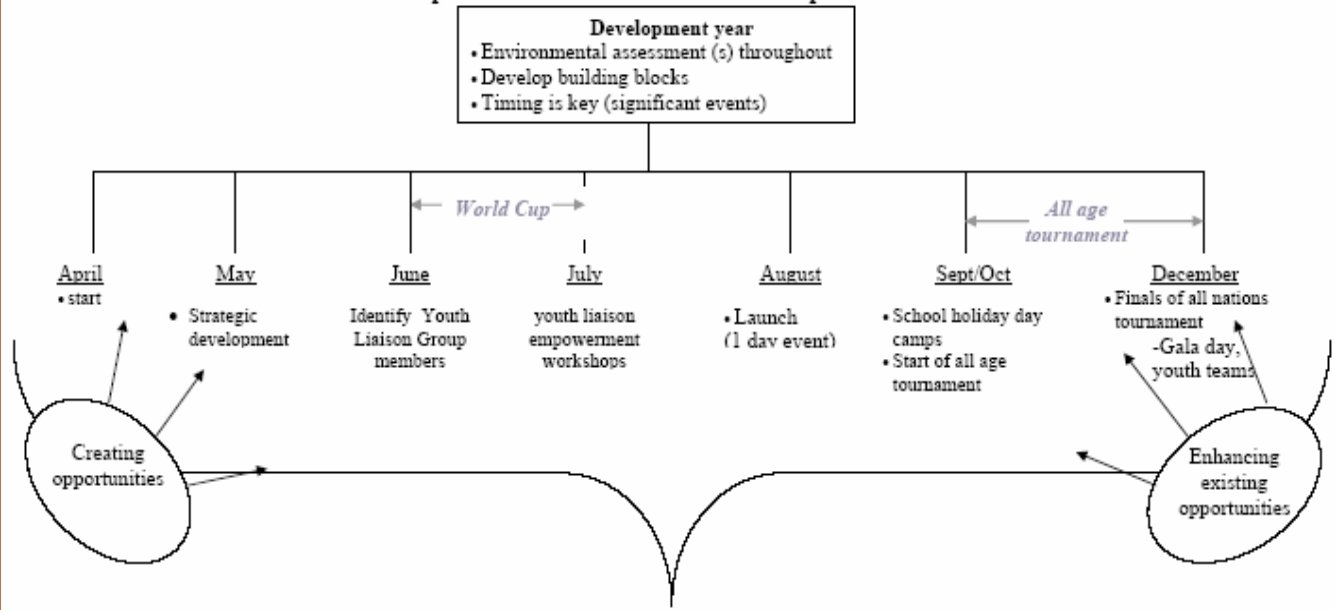 Development year
• Environmental assessment (s) throughout
• Develop building blocks
• Timing is key (significant events)
World Cup
All age
tournament
April
• start
May
• Strategic
development
June
Identify Youth
Liaison Group
members
July
youth liaison
empowerment
workshops
August
• Launch
(1 day event)
Sept/Oct
• School holiday day
camps
• Start of all age
tournament
December
• Finals of all nations
tournament
-Gala day,
youth teams
Creating
opportunities
Enhancing
existing
opportunities